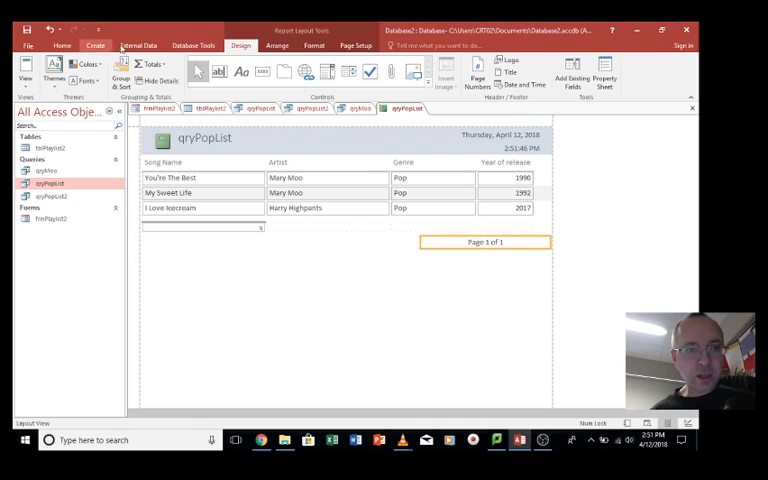 Report Layout Tools
Database2 : Database- C:\Users\CRT02\Documents\Database2.accdb (A...
File Home Create External Data Database Tools Design Arrange Format Page Setup Tell me what you want to do... Sign in
View
Themes
Colors
Fonts
Group & Sort
Totals
Hide Details
ab|
Aa
Insert Image
Page Numbers
Logo
Title
Date and Time
Add Existing Fields
Property Sheet
Views Themes Grouping & Totals Controls Header / Footer Tools
All Access Obje...
Search...
Tables
tblPlaylist2
Queries
qryMoo
qryPopList
qryPopList2
Forms
frmPlaylist2
frmPlaylist2 tblPlaylist2 qryPopList qryPopList2 qryMoo qryPopList
qryPopList
Thursday, April 12, 2018
2:51:46 PM
Song Name Artist Genre Year of release
You're The Best Mary Moo Pop 1990
My Sweet Life Mary Moo Pop 1992
I Love Icecream Harry Highpants Pop 2017
3
Page 1 of 1
Layout View
Num Lock
Type here to search
2:51 PM
4/12/2018